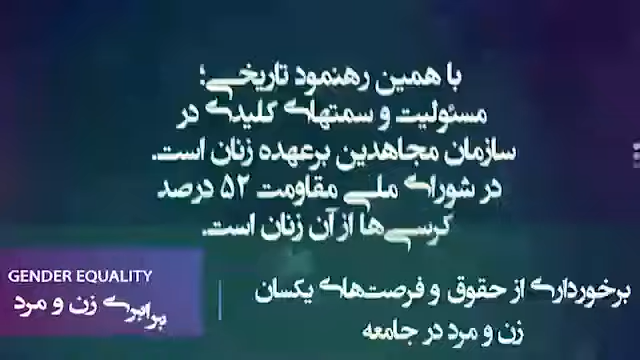 با همین رهنمود تاریخی؛
مسئولیت و سمتهای کلیدی در
سازمان مجاهدین برعهده زنان است.
در شورای ملی مقاومت ۵۲ درصد
کرسی‌ها از آن زنان است.
GENDER EQUALITY
برابری زن و مرد
برخورداری از حقوق و فرصت‌های یکسان
زن و مرد در جامعه